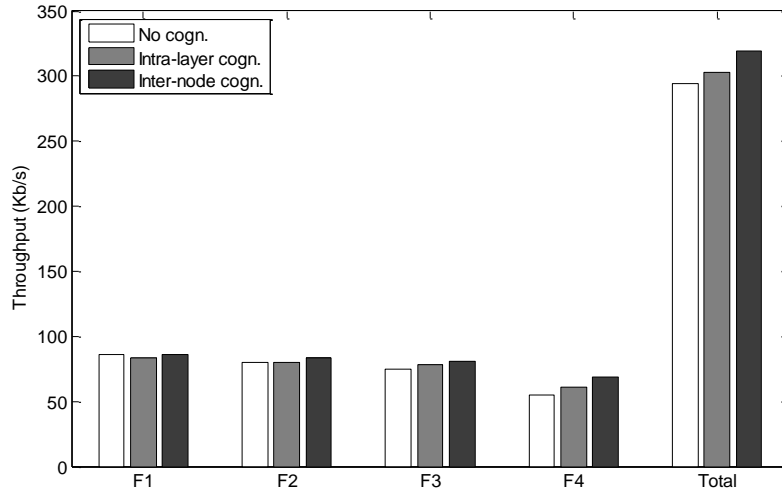 350
300
250
200
150
100
50
0
Throughput (Kb/s)
No cogn.
Intra-layer cogn.
Inter-node cogn.
F1 F2 F3 F4 Total